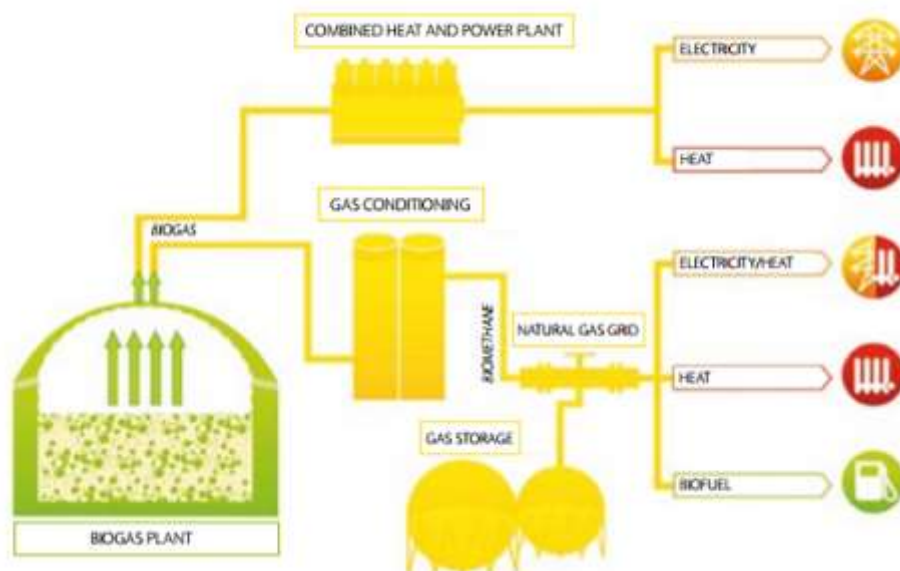 COMBINED HEAT AND POWER PLANT
ELECTRICITY
HEAT
GAS CONDITIONING
BIOGAS
ELECTRICITY/HEAT
BIOMETHANE
NATURAL GAS GRID
HEAT
GAS STORAGE
BIOFUEL
BIOGAS PLANT